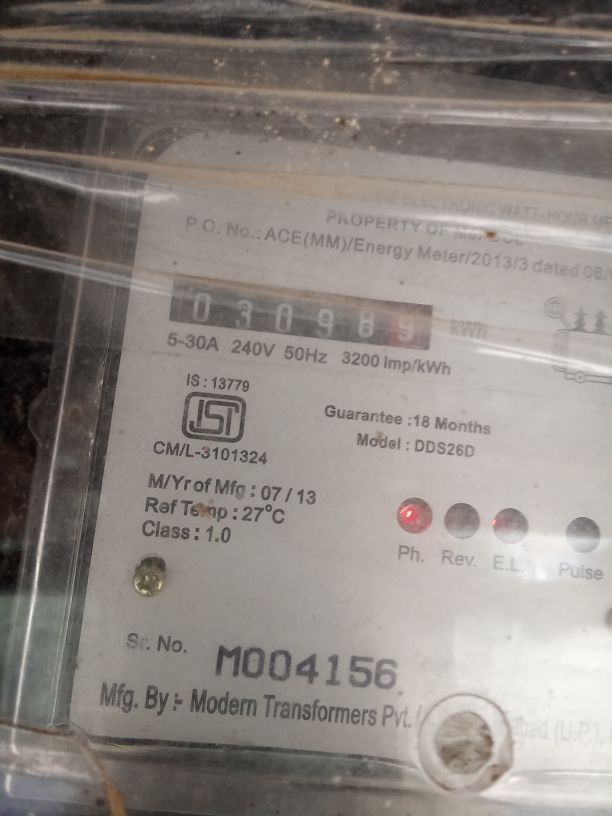 ELECTRONIC WATT-HOUR
PROPERTY OF
P.O. No.: ACE(MM)/Energy Meter/2013/3 dated 08/
030989 kWh
5-30A 240V 50Hz 3200 imp/kWh
IS : 13779
ISI
CM/L-3101324
Guarantee :18 Months
Model : DDS26D
M/Yr of Mfg : 07 / 13
Ref Temp : 27°C
Class : 1.0
Ph. Rev. E.L. Pulse
Sr. No. M004156
Mfg. By :- Modern Transformers Pvt. (U.P.),